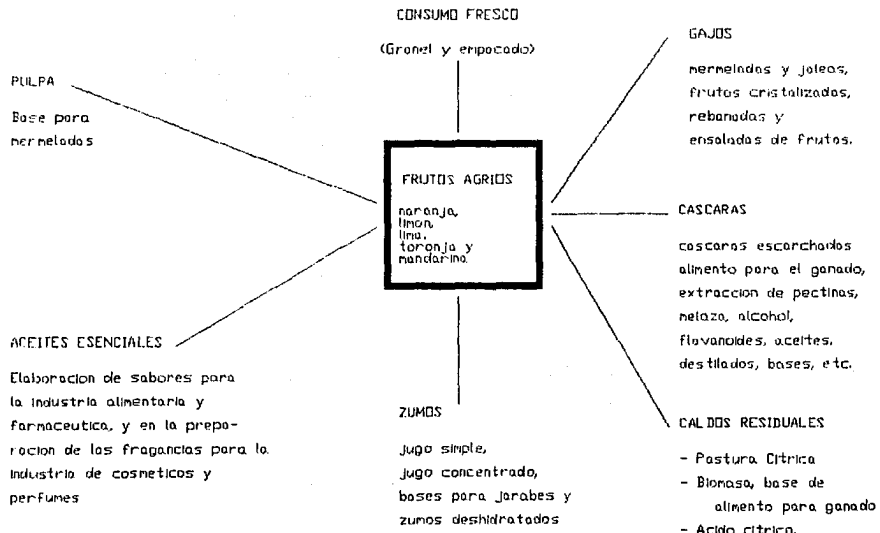 CONSUMO FRESCO
(Granel y empacado)
PULPA
Base para
mermeladas
GAJOS
mermeladas y jaleas,
frutos cristalizados,
rebanadas y
ensaladas de frutos.
FRUTOS AGRIOS
naranja,
limon,
lima,
toronja y
mandarina
CASCARAS
cascaras escarchadas
alimento para el ganado,
extraccion de pectinas,
melaza, alcohol,
flavanoides, aceites,
destilados, bases, etc.
ACEITES ESENCIALES
Elaboracion de sabores para
la industria alimentaria y
farmaceutica, y en la prepa-
racion de las fragancias para la
industria de cosmeticos y
perfumes
ZUMOS
jugo simple,
jugo concentrado,
bases para jarabes y
zumos deshidratados
CALDOS RESIDUALES
- Pastura Citrica
- Biomasa, base de
alimento para ganado
- Acido citrico,